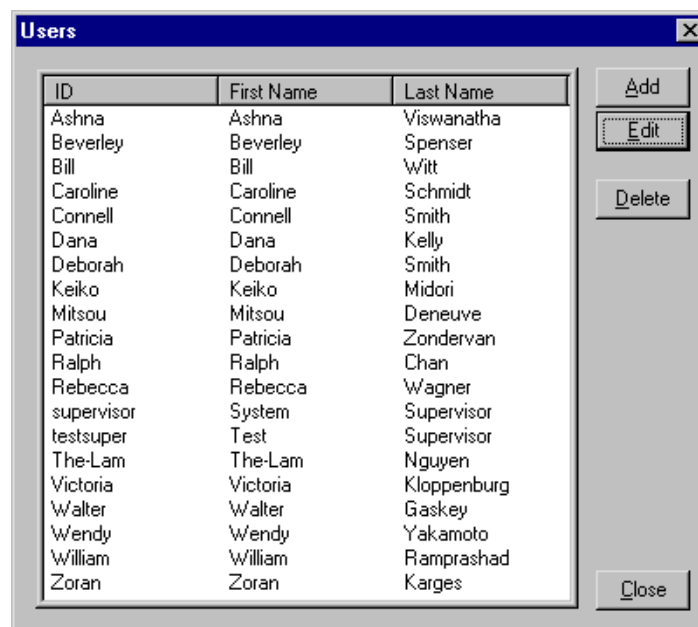 Users
ID First Name Last Name
Ashna Ashna Viswanatha
Beverley Beverley Spenser
Bill Bill Witt
Caroline Caroline Schmidt
Connell Connell Smith
Dana Dana Kelly
Deborah Deborah Smith
Keiko Keiko Midori
Mitsou Mitsou Deneuve
Patricia Patricia Zondervan
Ralph Ralph Chan
Rebecca Rebecca Wagner
supervisor System Supervisor
testsuper Test Supervisor
The-Lam The-Lam Nguyen
Victoria Victoria Kloppenburg
Walter Walter Gaskey
Wendy Wendy Yakamoto
William William Ramprashad
Zoran Zoran Karges
Add
Edit
Delete
Close